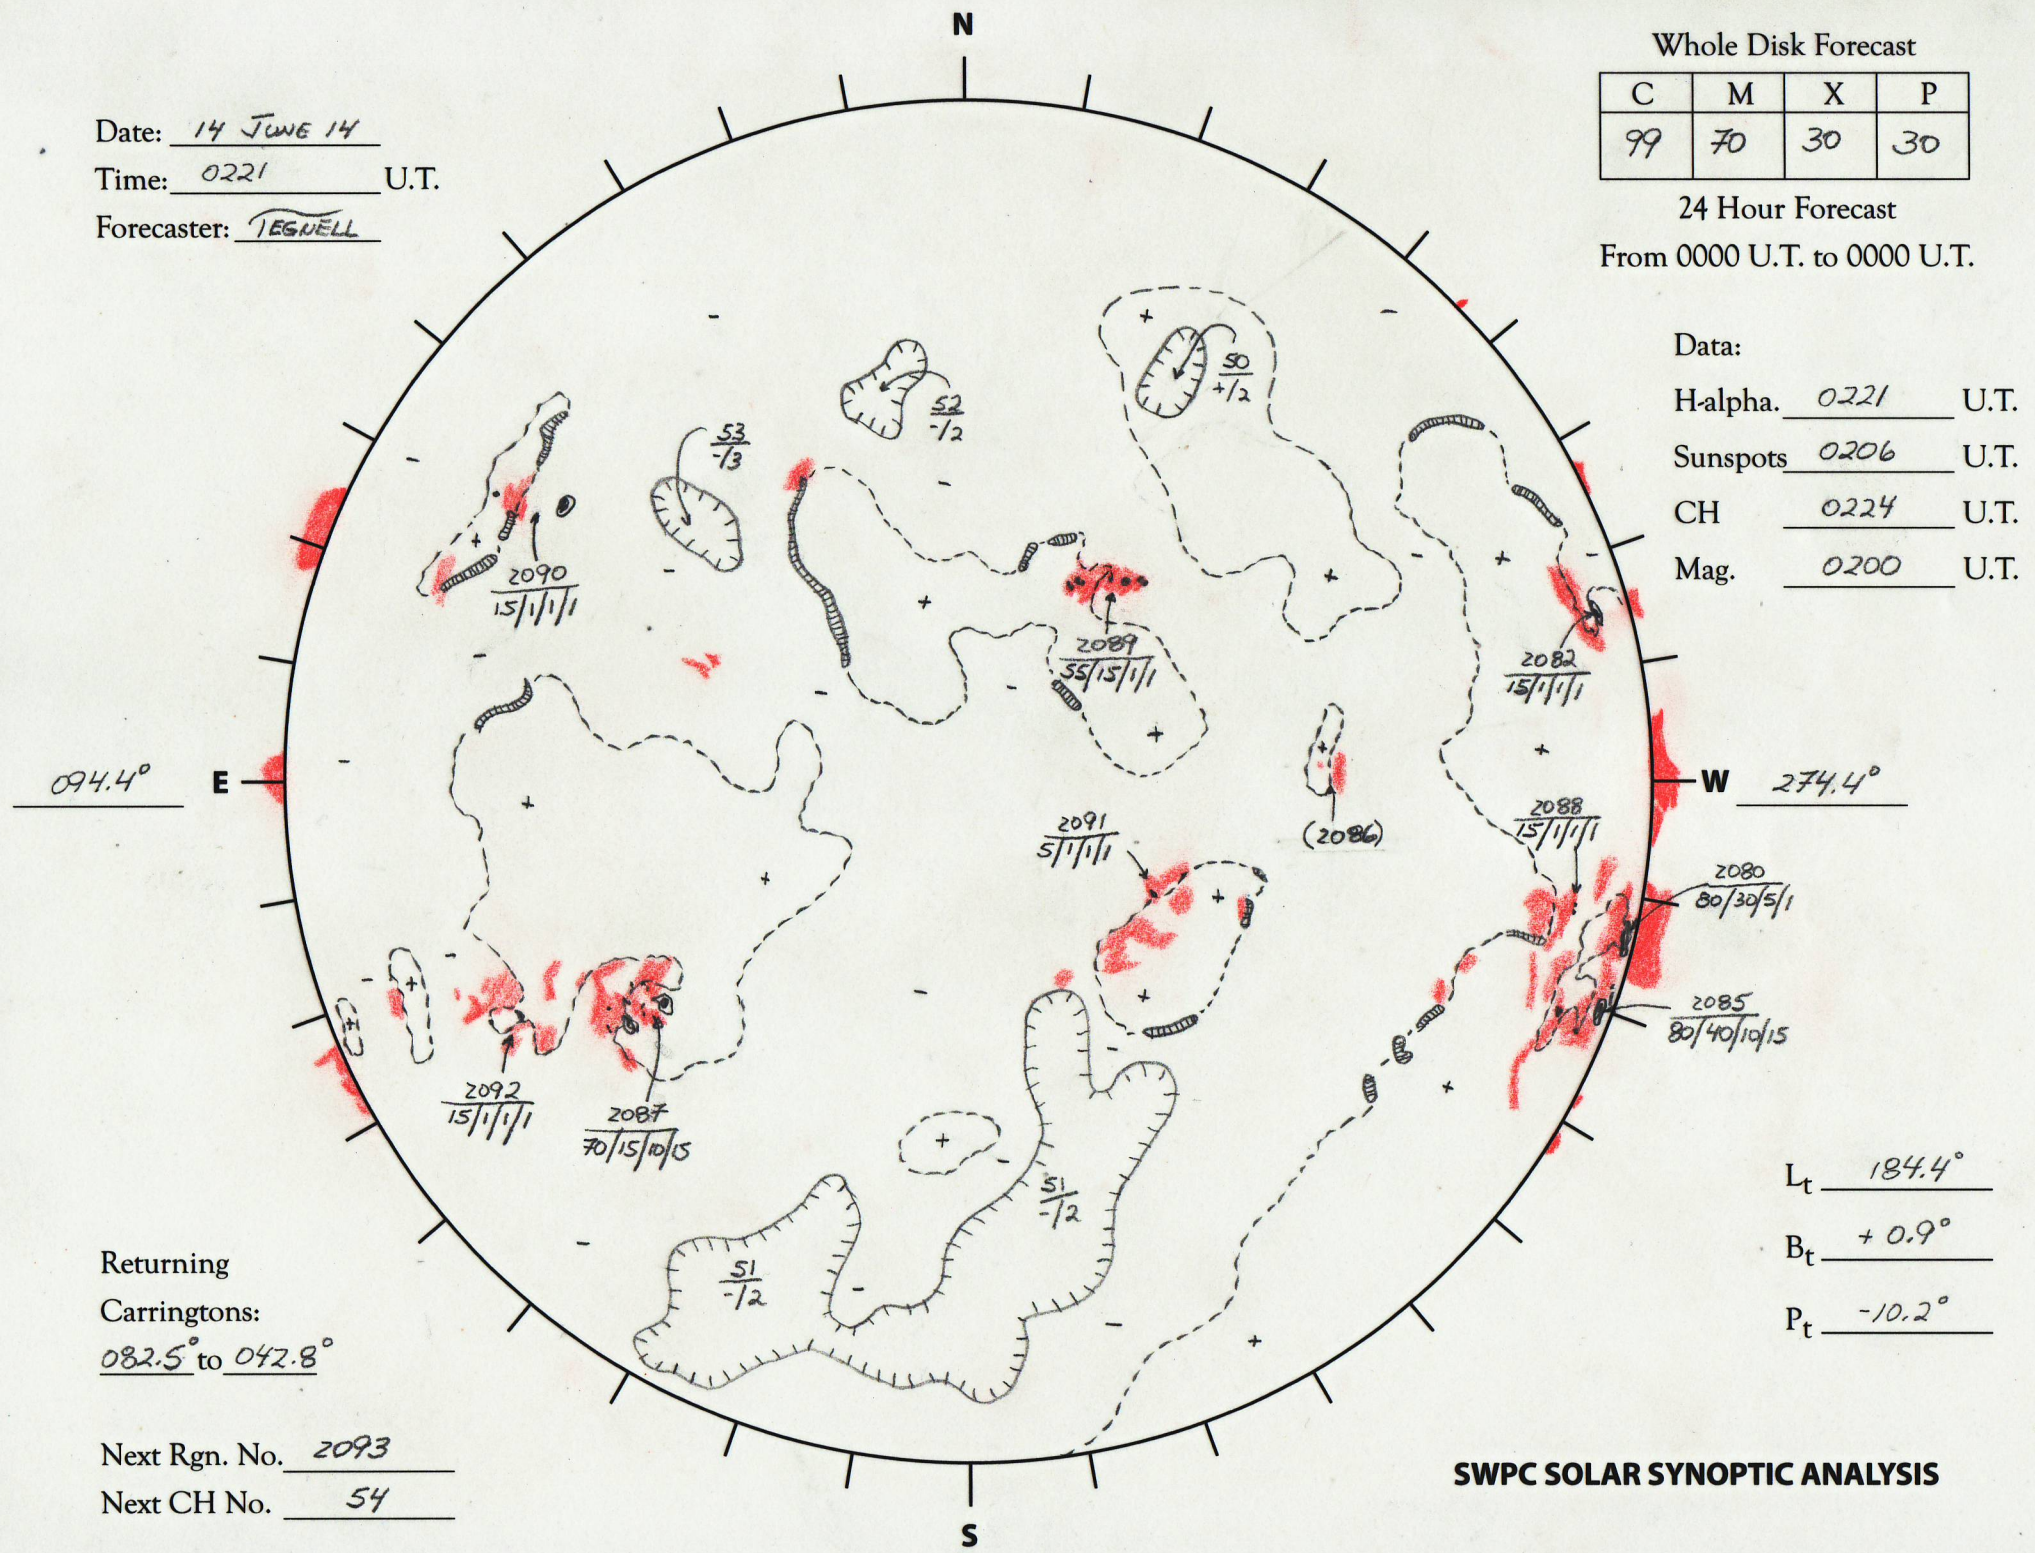 N
Whole Disk Forecast
C M X P
99 70 30 30
24 Hour Forecast
From 0000 U.T. to 0000 U.T.
Date: 14 JUNE 14
Time: 0221 U.T.
Forecaster: TEGNELL
Data:
H-alpha. 0221 U.T.
Sunspots 0206 U.T.
CH 0224 U.T.
Mag. 0200 U.T.
50
+/2
52
-/2
53
-/3
2090
15/1/1/1
2089
55/15/1/1
2082
15/1/1/1
094.4° E
W 274.4°
2088
15/1/1/1
2091
5/1/1/1
(2086)
2080
80/30/5/1
2085
80/40/10/15
2092
15/1/1/1
2087
70/15/10/15
51
-/2
51
-/2
Lt 184.4°
Bt + 0.9°
Pt -10.2°
Returning
Carringtons:
082.5° to 042.8°
Next Rgn. No. 2093
Next CH No. 54
SWPC SOLAR SYNOPTIC ANALYSIS
S